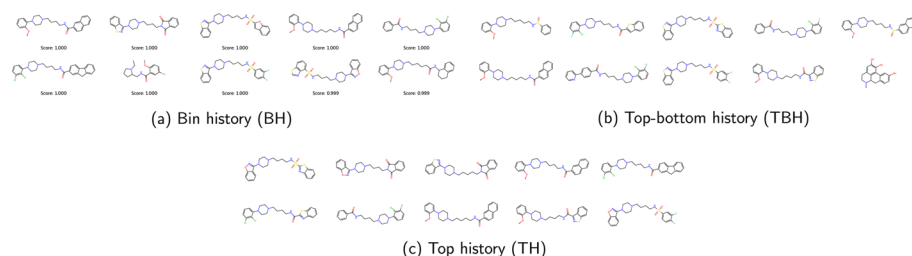 Score: 1.000 Score: 1.000 Score: 1.000 Score: 1.000 Score: 1.000
Score: 1.000 Score: 1.000 Score: 1.000 Score: 0.999 Score: 0.999
(a) Bin history (BH)
(b) Top-bottom history (TBH)
(c) Top history (TH)